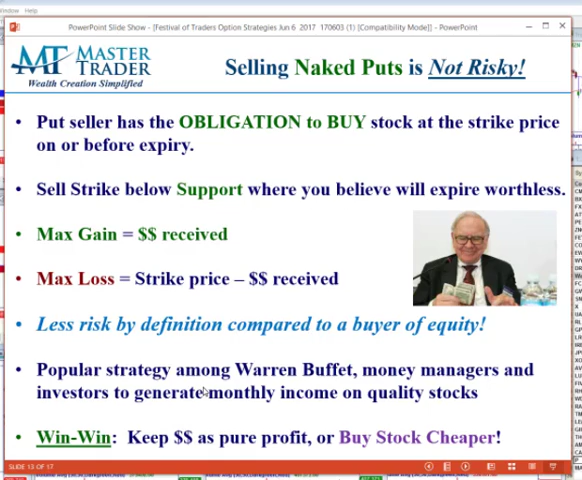 Window Help
PowerPoint Slide Show - [Festival of Traders Option Strategies Jun 6 2017 170603 (1) [Compatibility Mode]] - PowerPoint
MT MASTER TRADER
Wealth Creation Simplified
Selling Naked Puts is Not Risky!
• Put seller has the OBLIGATION to BUY stock at the strike price
on or before expiry.
• Sell Strike below Support where you believe will expire worthless.
• Max Gain = $$ received
• Max Loss = Strike price – $$ received
• Less risk by definition compared to a buyer of equity!
• Popular strategy among Warren Buffet, money managers and
investors to generate monthly income on quality stocks
• Win-Win: Keep $$ as pure profit, or Buy Stock Cheaper!
SLIDE 13 OF 17